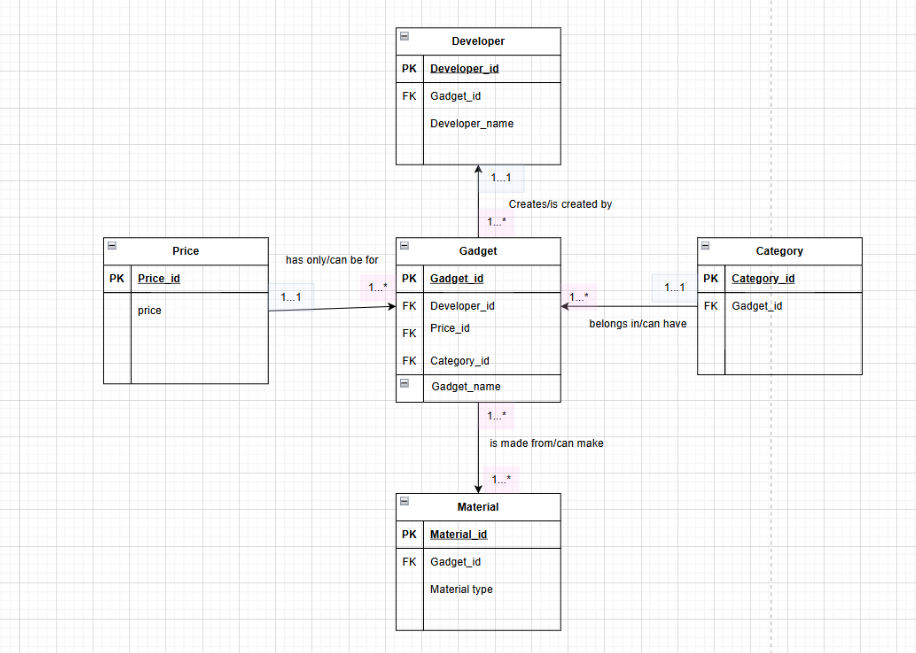 Developer
PK Developer_id
FK Gadget_id
Developer_name
1...1
Creates/is created by
1...*
Price
PK Price_id
price
has only/can be for
1...1
1...*
Gadget
PK Gadget_id
FK Developer_id
FK Price_id
FK Category_id
Gadget_name
Category
PK Category_id
FK Gadget_id
1...*
1...1
belongs in/can have
1...*
is made from/can make
1...*
Material
PK Material_id
FK Gadget_id
Material type